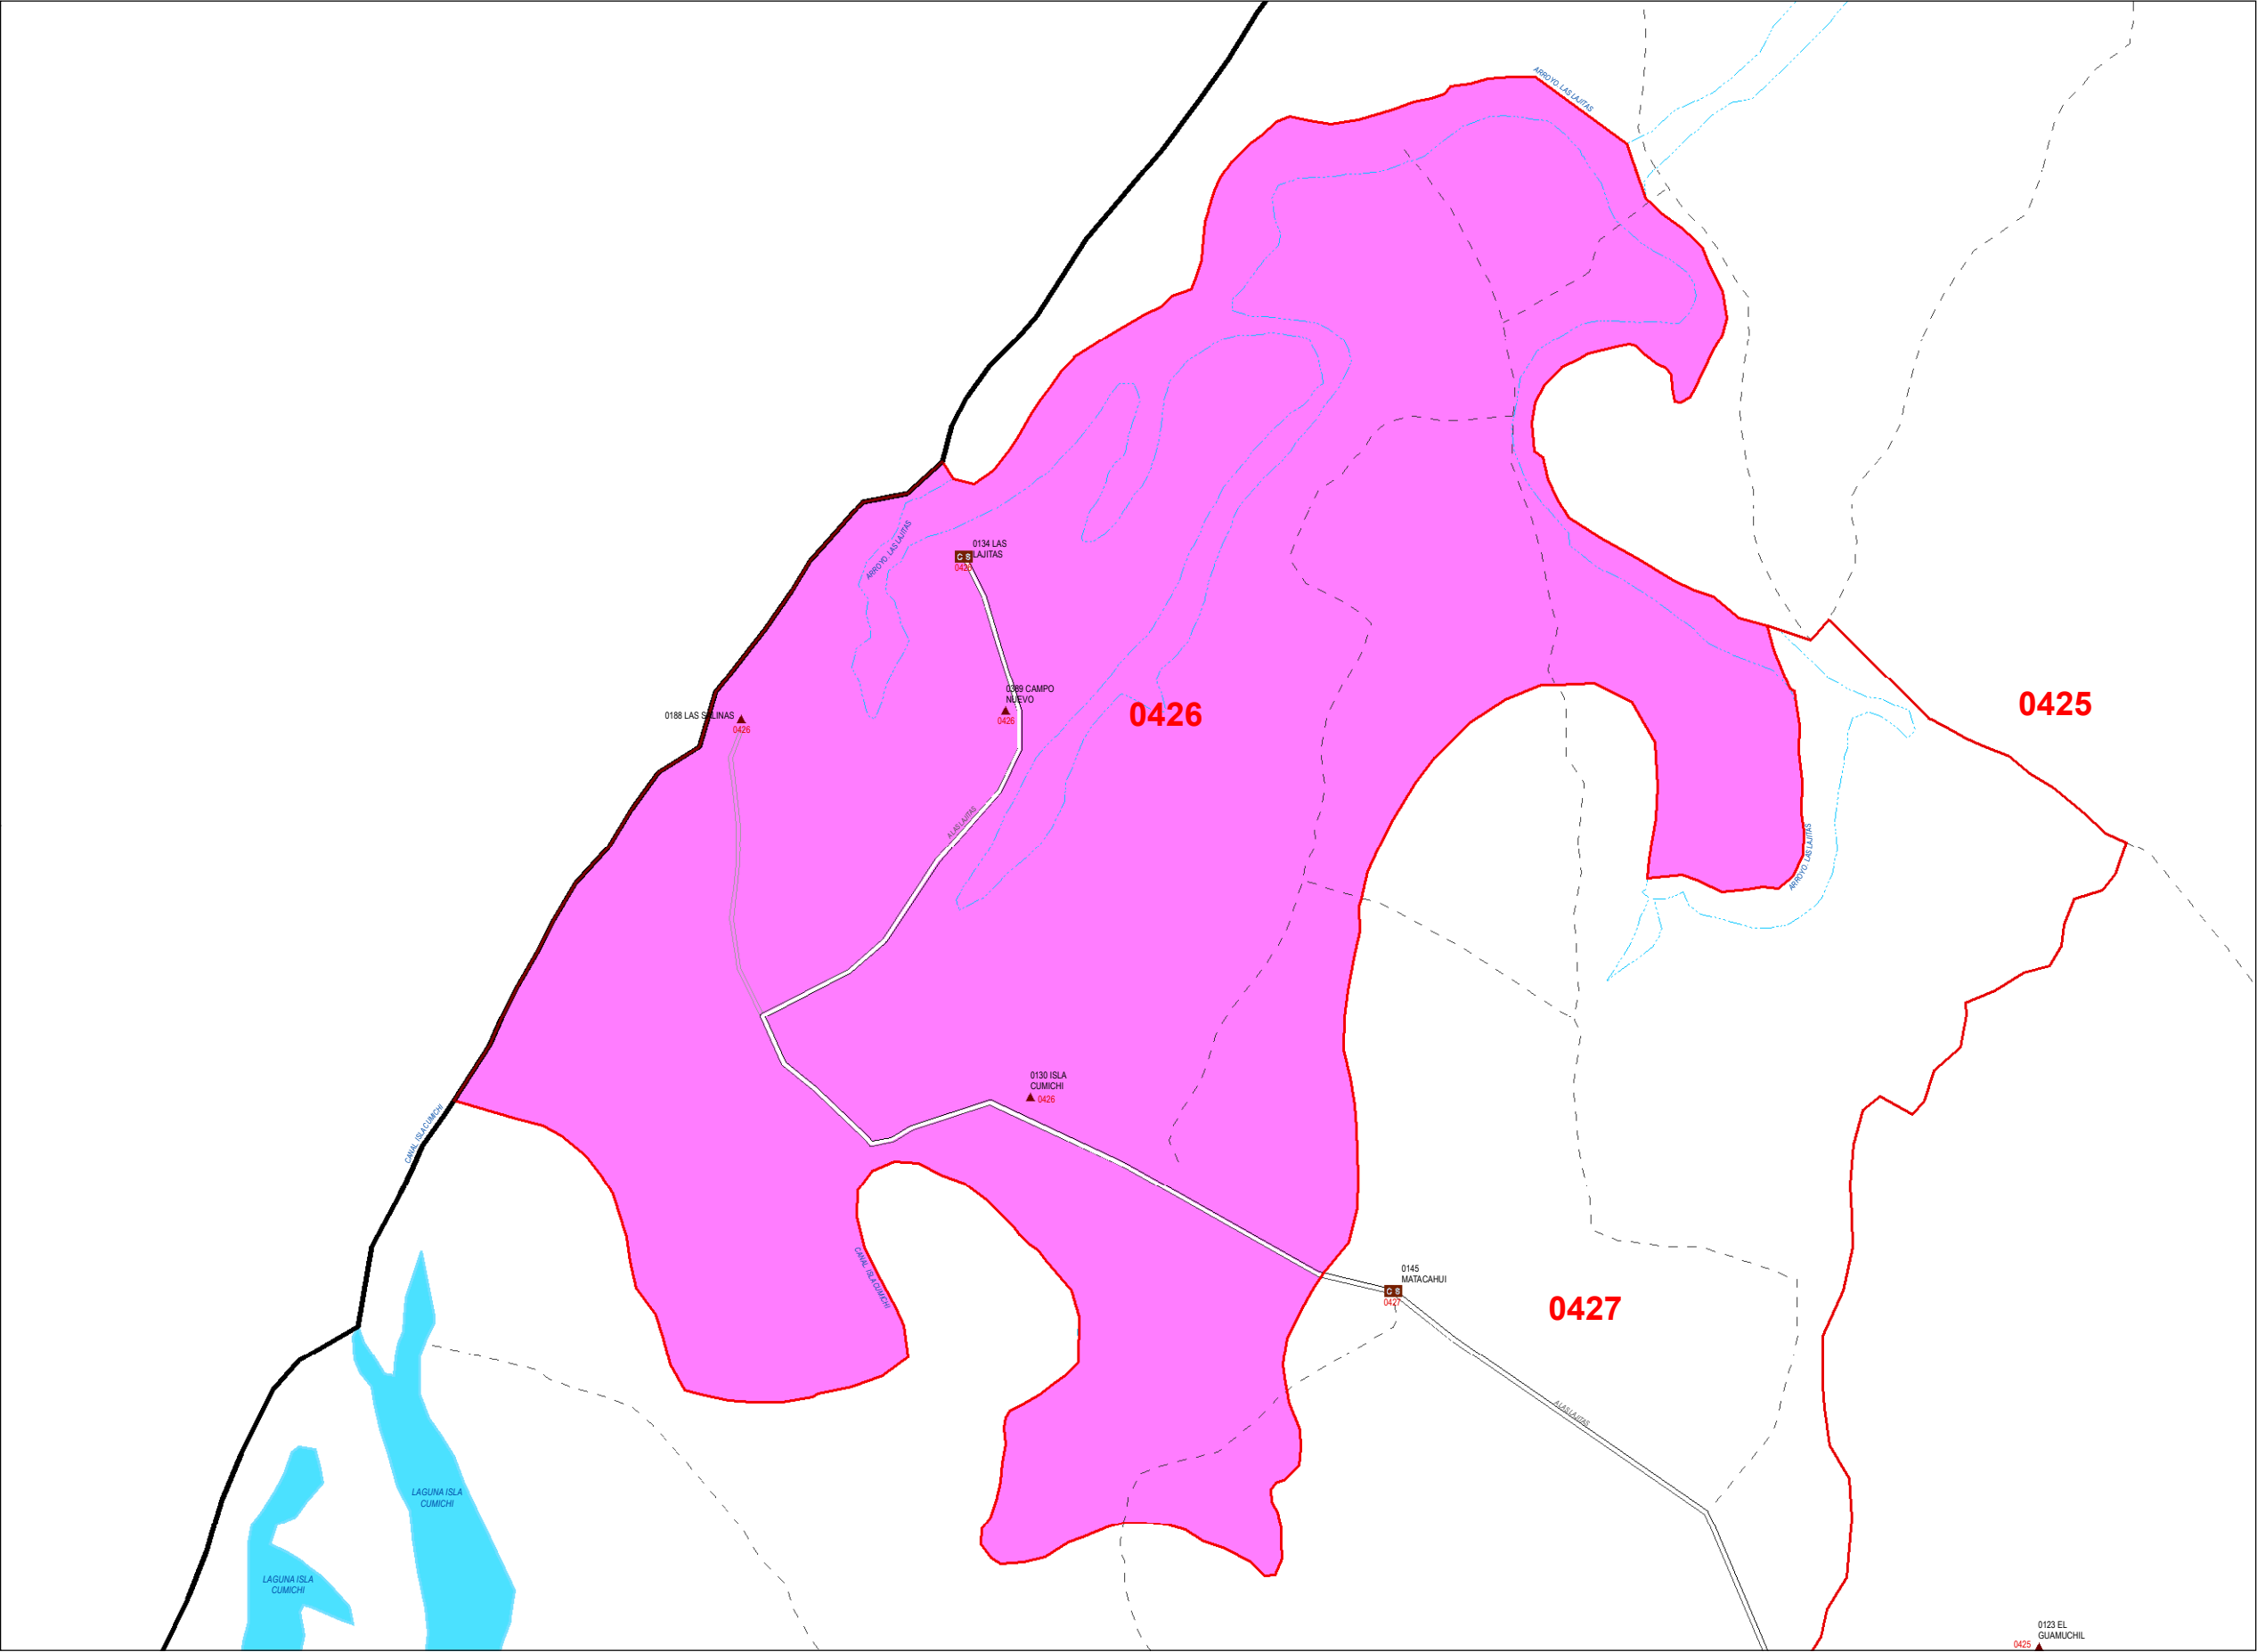 ARROYO. LAS LAJITAS
0134 LAS
LAJITAS
C S
0426
ARROYO. LAS LAJITAS
0369 CAMPO
NUEVO
0426
0188 LAS SALINAS
0426
0426
0425
A LAS LAJITAS
ARROYO. LAS LAJITAS
0130 ISLA
CUMICHI
0426
CANAL. ISLA CUMICHI
CANAL. ISLA CUMICHI
0145
MATACAHUI
C S
0427
0427
A LAS LAJITAS
LAGUNA ISLA
CUMICHI
LAGUNA ISLA
CUMICHI
0123 EL
GUAMUCHIL
0425